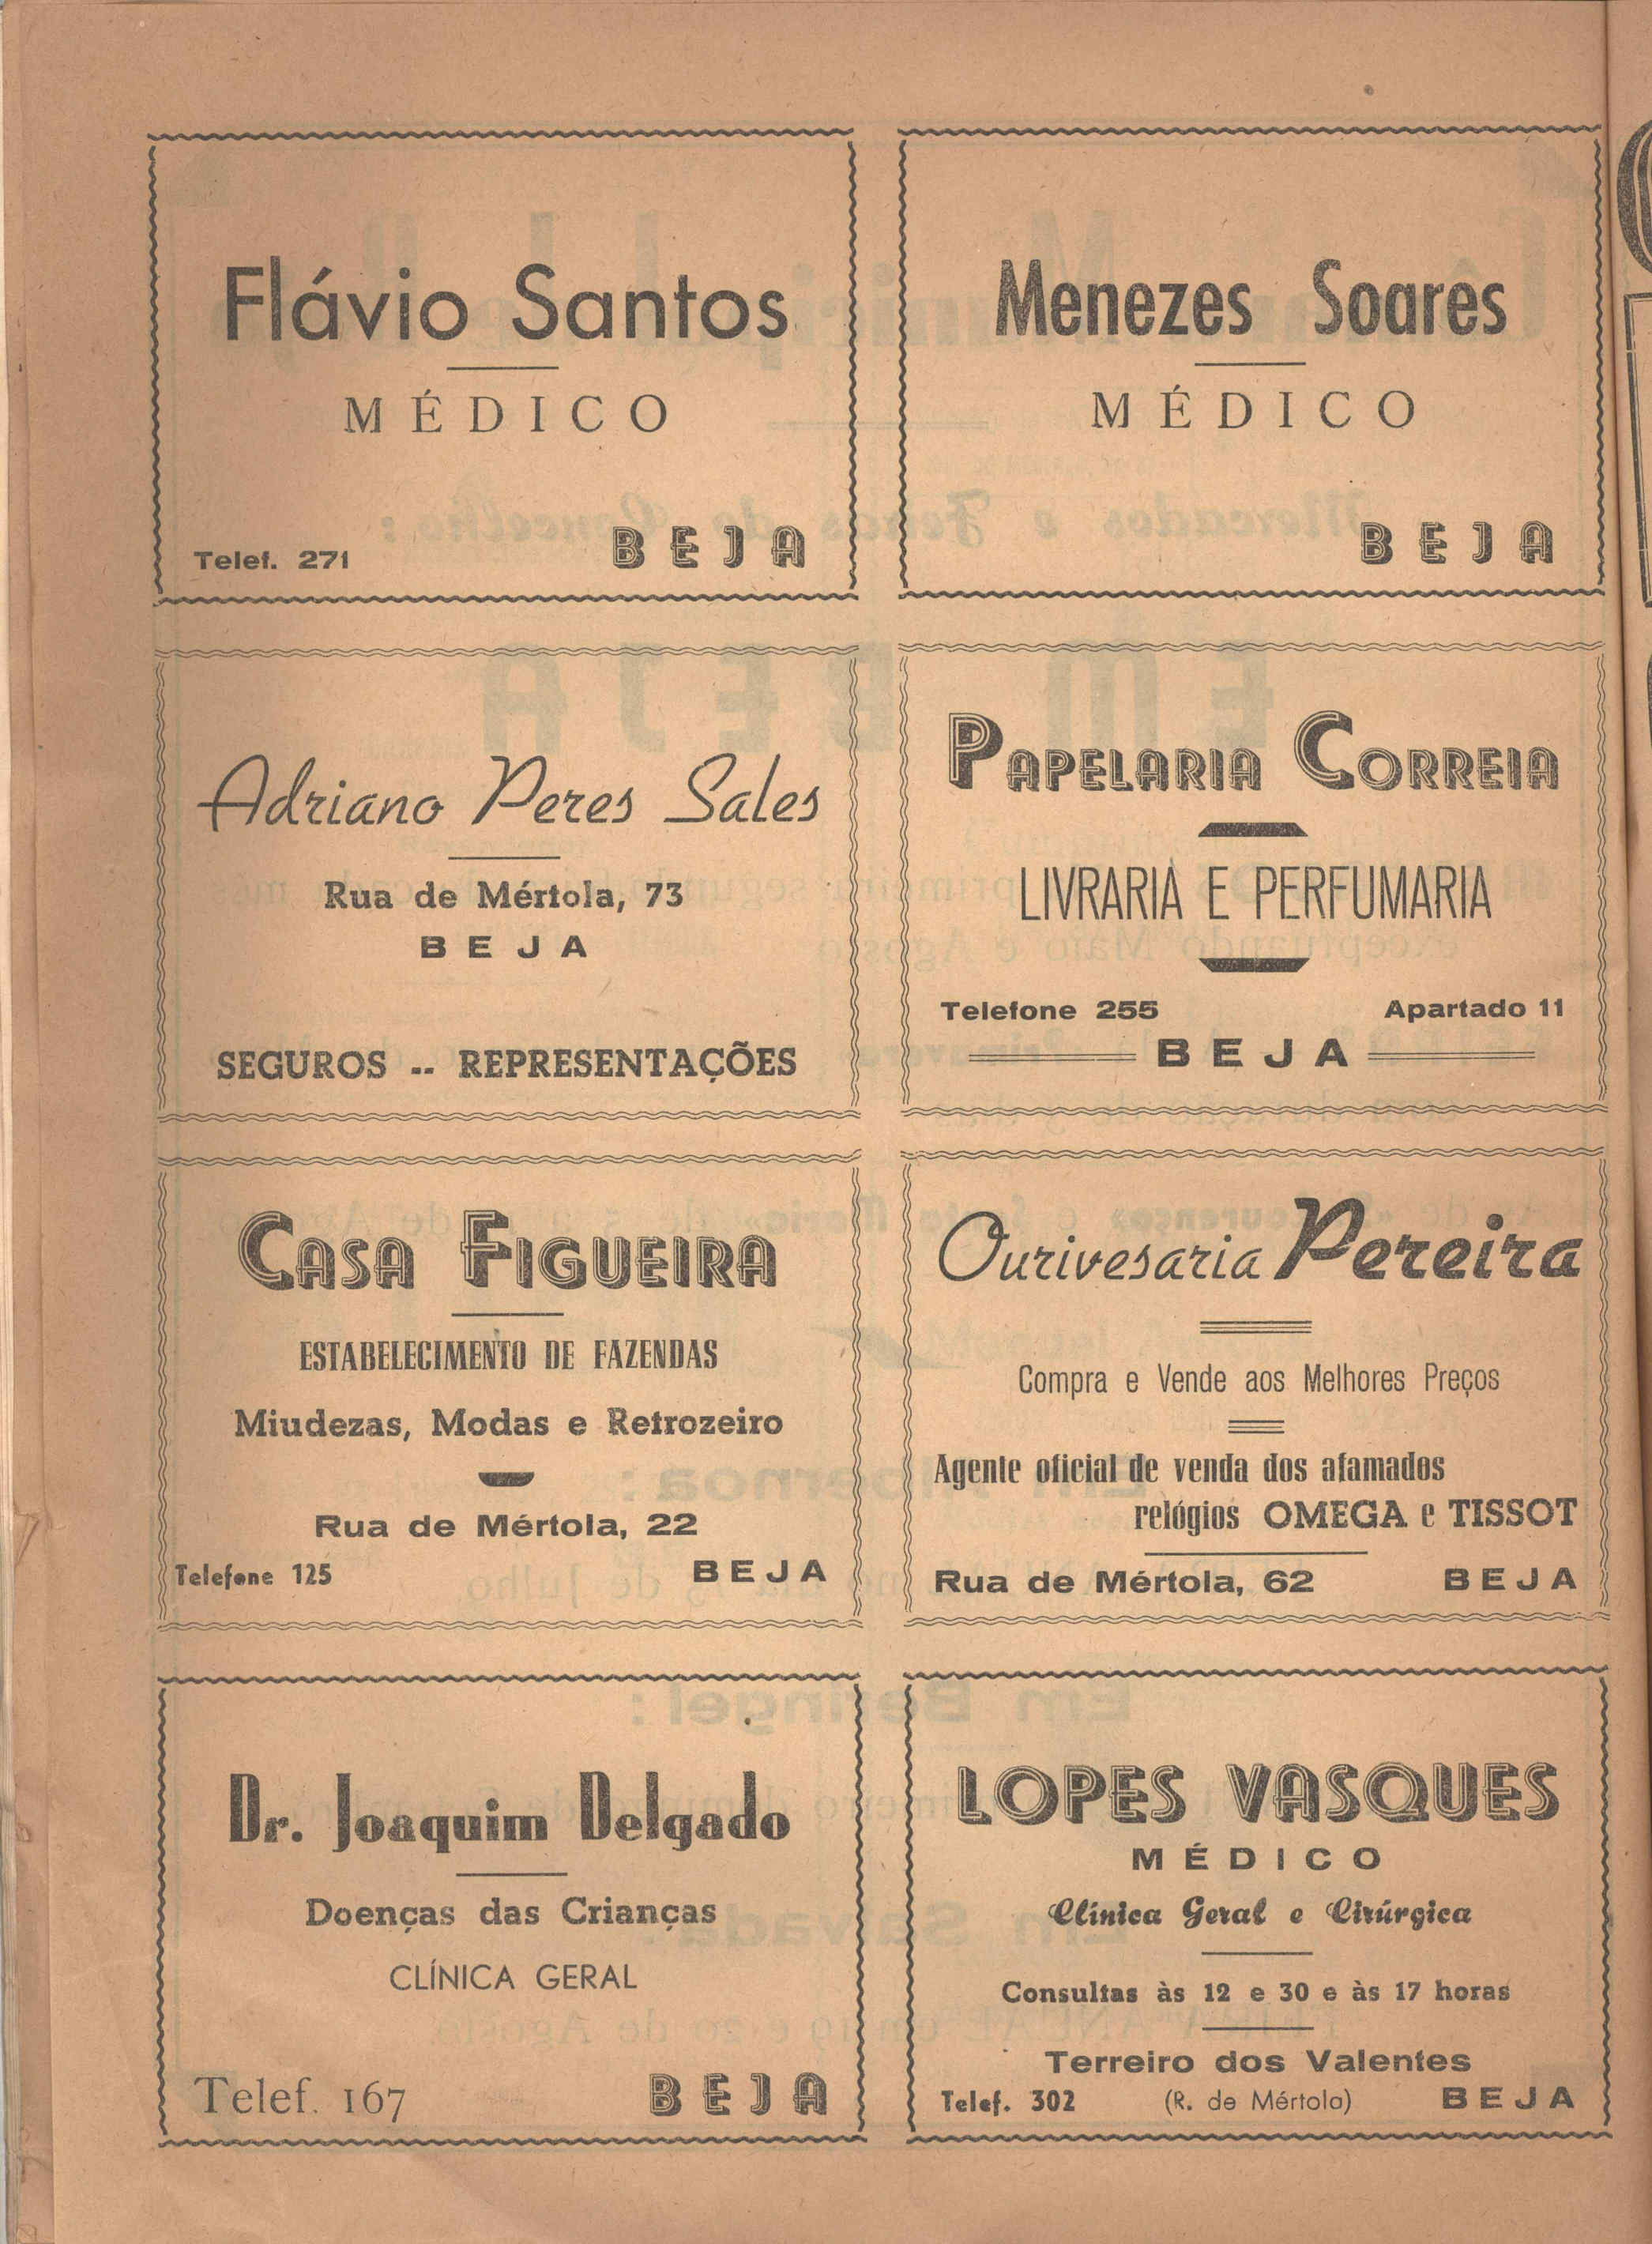 Flávio Santos
MÉDICO
Telef. 271 BEJA
Menezes Soares
MÉDICO
BEJA
Adriano Peres Sales
Rua de Mértola, 73
BEJA
SEGUROS .. REPRESENTAÇÕES
PAPELARIA CORREIA
LIVRARIA E PERFUMARIA
Telefone 255 Apartado 11
BEJA
CASA FIGUEIRA
ESTABELECIMENTO DE FAZENDAS
Miudezas, Modas e Retrozeiro
Rua de Mértola, 22
Telefone 125 BEJA
Ourivesaria Pereira
Compra e Vende aos Melhores Preços
Agente oficial de venda dos afamados
relógios OMEGA e TISSOT
Rua de Mértola, 62 BEJA
Dr. Joaquim Delgado
Doenças das Crianças
CLÍNICA GERAL
Telef. 167 BEJA
LOPES VASQUES
MÉDICO
Clínica Geral e Cirúrgica
Consultas às 12 e 30 e às 17 horas
Terreiro dos Valentes
Telef. 302 (R. de Mértola) BEJA